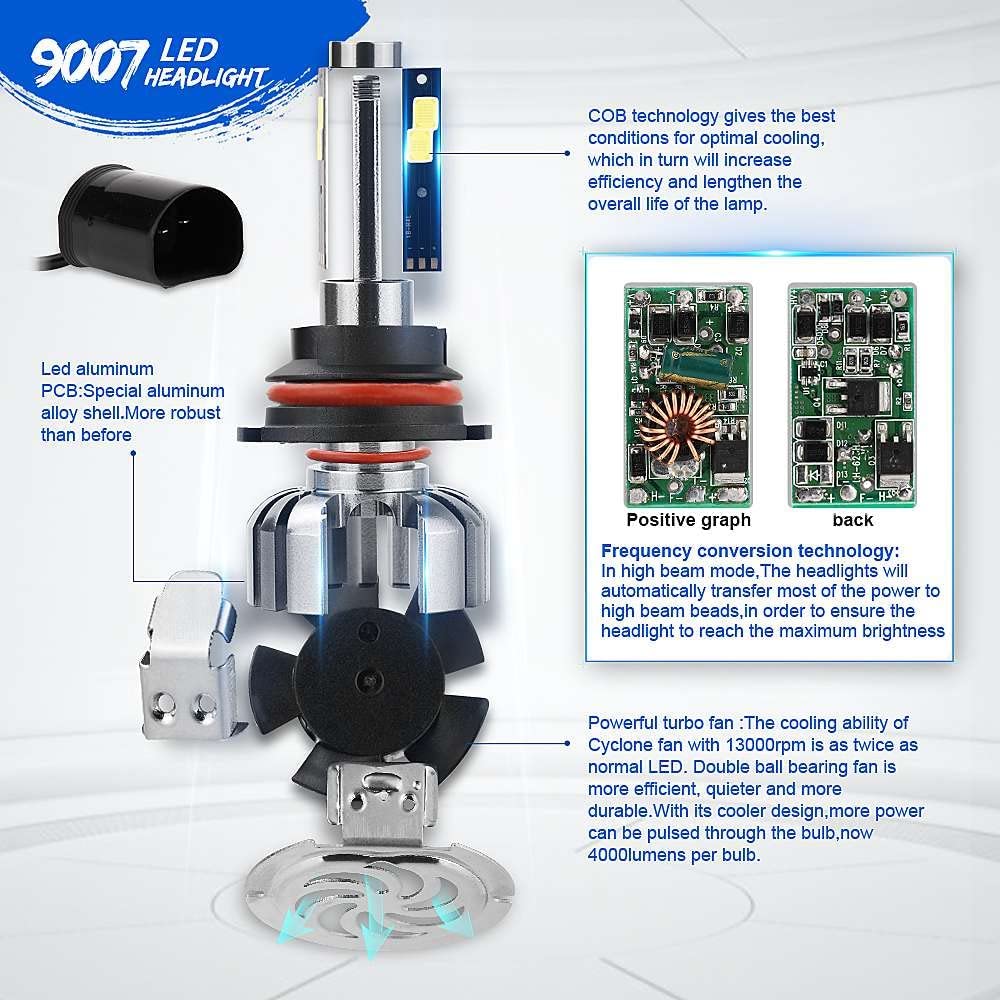 9007 LED
HEADLIGHT
COB technology gives the best
conditions for optimal cooling,
which in turn will increase
efficiency and lengthen the
overall life of the lamp.
Led aluminum
PCB:Special aluminum
alloy shell.More robust
than before
Positive graph
back
Frequency conversion technology:
In high beam mode,The headlights will
automatically transfer most of the power to
high beam beads,in order to ensure the
headlight to reach the maximum brightness
Powerful turbo fan :The cooling ability of
Cyclone fan with 13000rpm is as twice as
normal LED. Double ball bearing fan is
more efficient, quieter and more
durable.With its cooler design,more power
can be pulsed through the bulb,now
4000lumens per bulb.